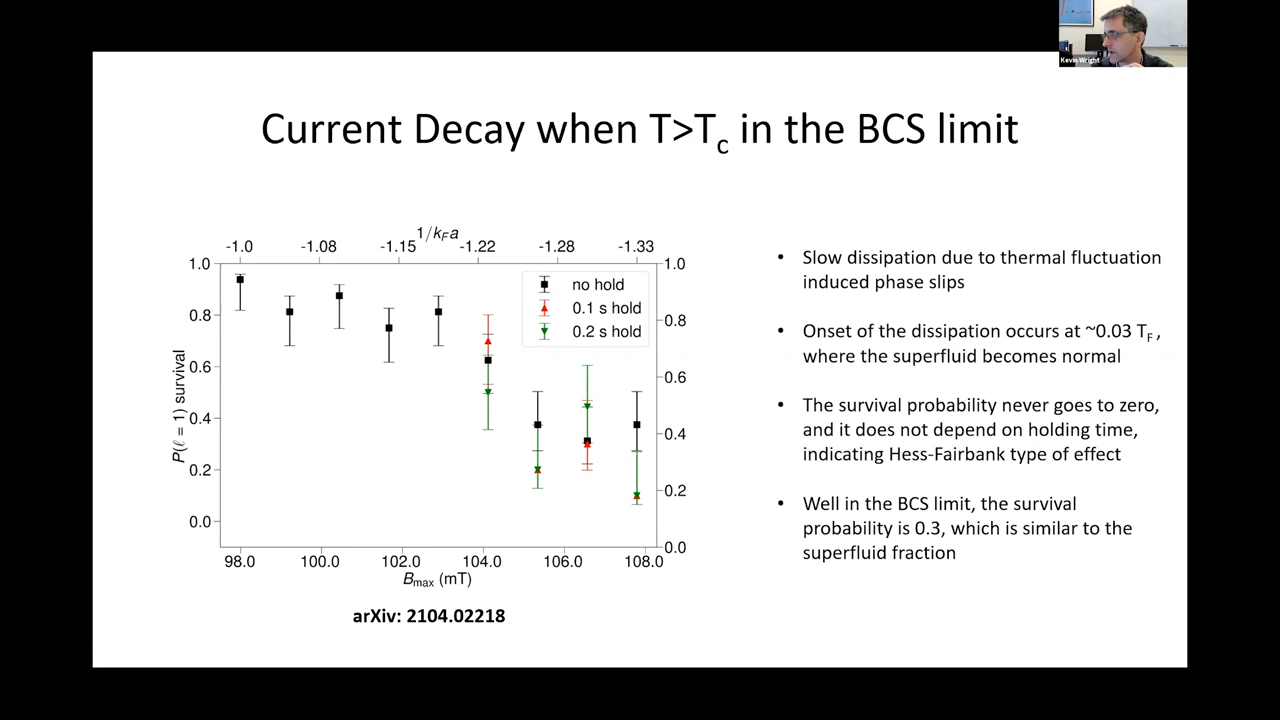 Kevin Wright
Current Decay when T>Tc in the BCS limit
1/kFa
-1.0 -1.08 -1.15 -1.22 -1.28 -1.33
1.0
0.8
0.6
0.4
0.2
0.0
P(ℓ = 1) survival
no hold
0.1 s hold
0.2 s hold
1.0
0.8
0.6
0.4
0.2
0.0
98.0 100.0 102.0 104.0 106.0 108.0
Bmax (mT)
arXiv: 2104.02218
• Slow dissipation due to thermal fluctuation
induced phase slips
• Onset of the dissipation occurs at ~0.03 TF ,
where the superfluid becomes normal
• The survival probability never goes to zero,
and it does not depend on holding time,
indicating Hess-Fairbank type of effect
• Well in the BCS limit, the survival
probability is 0.3, which is similar to the
superfluid fraction